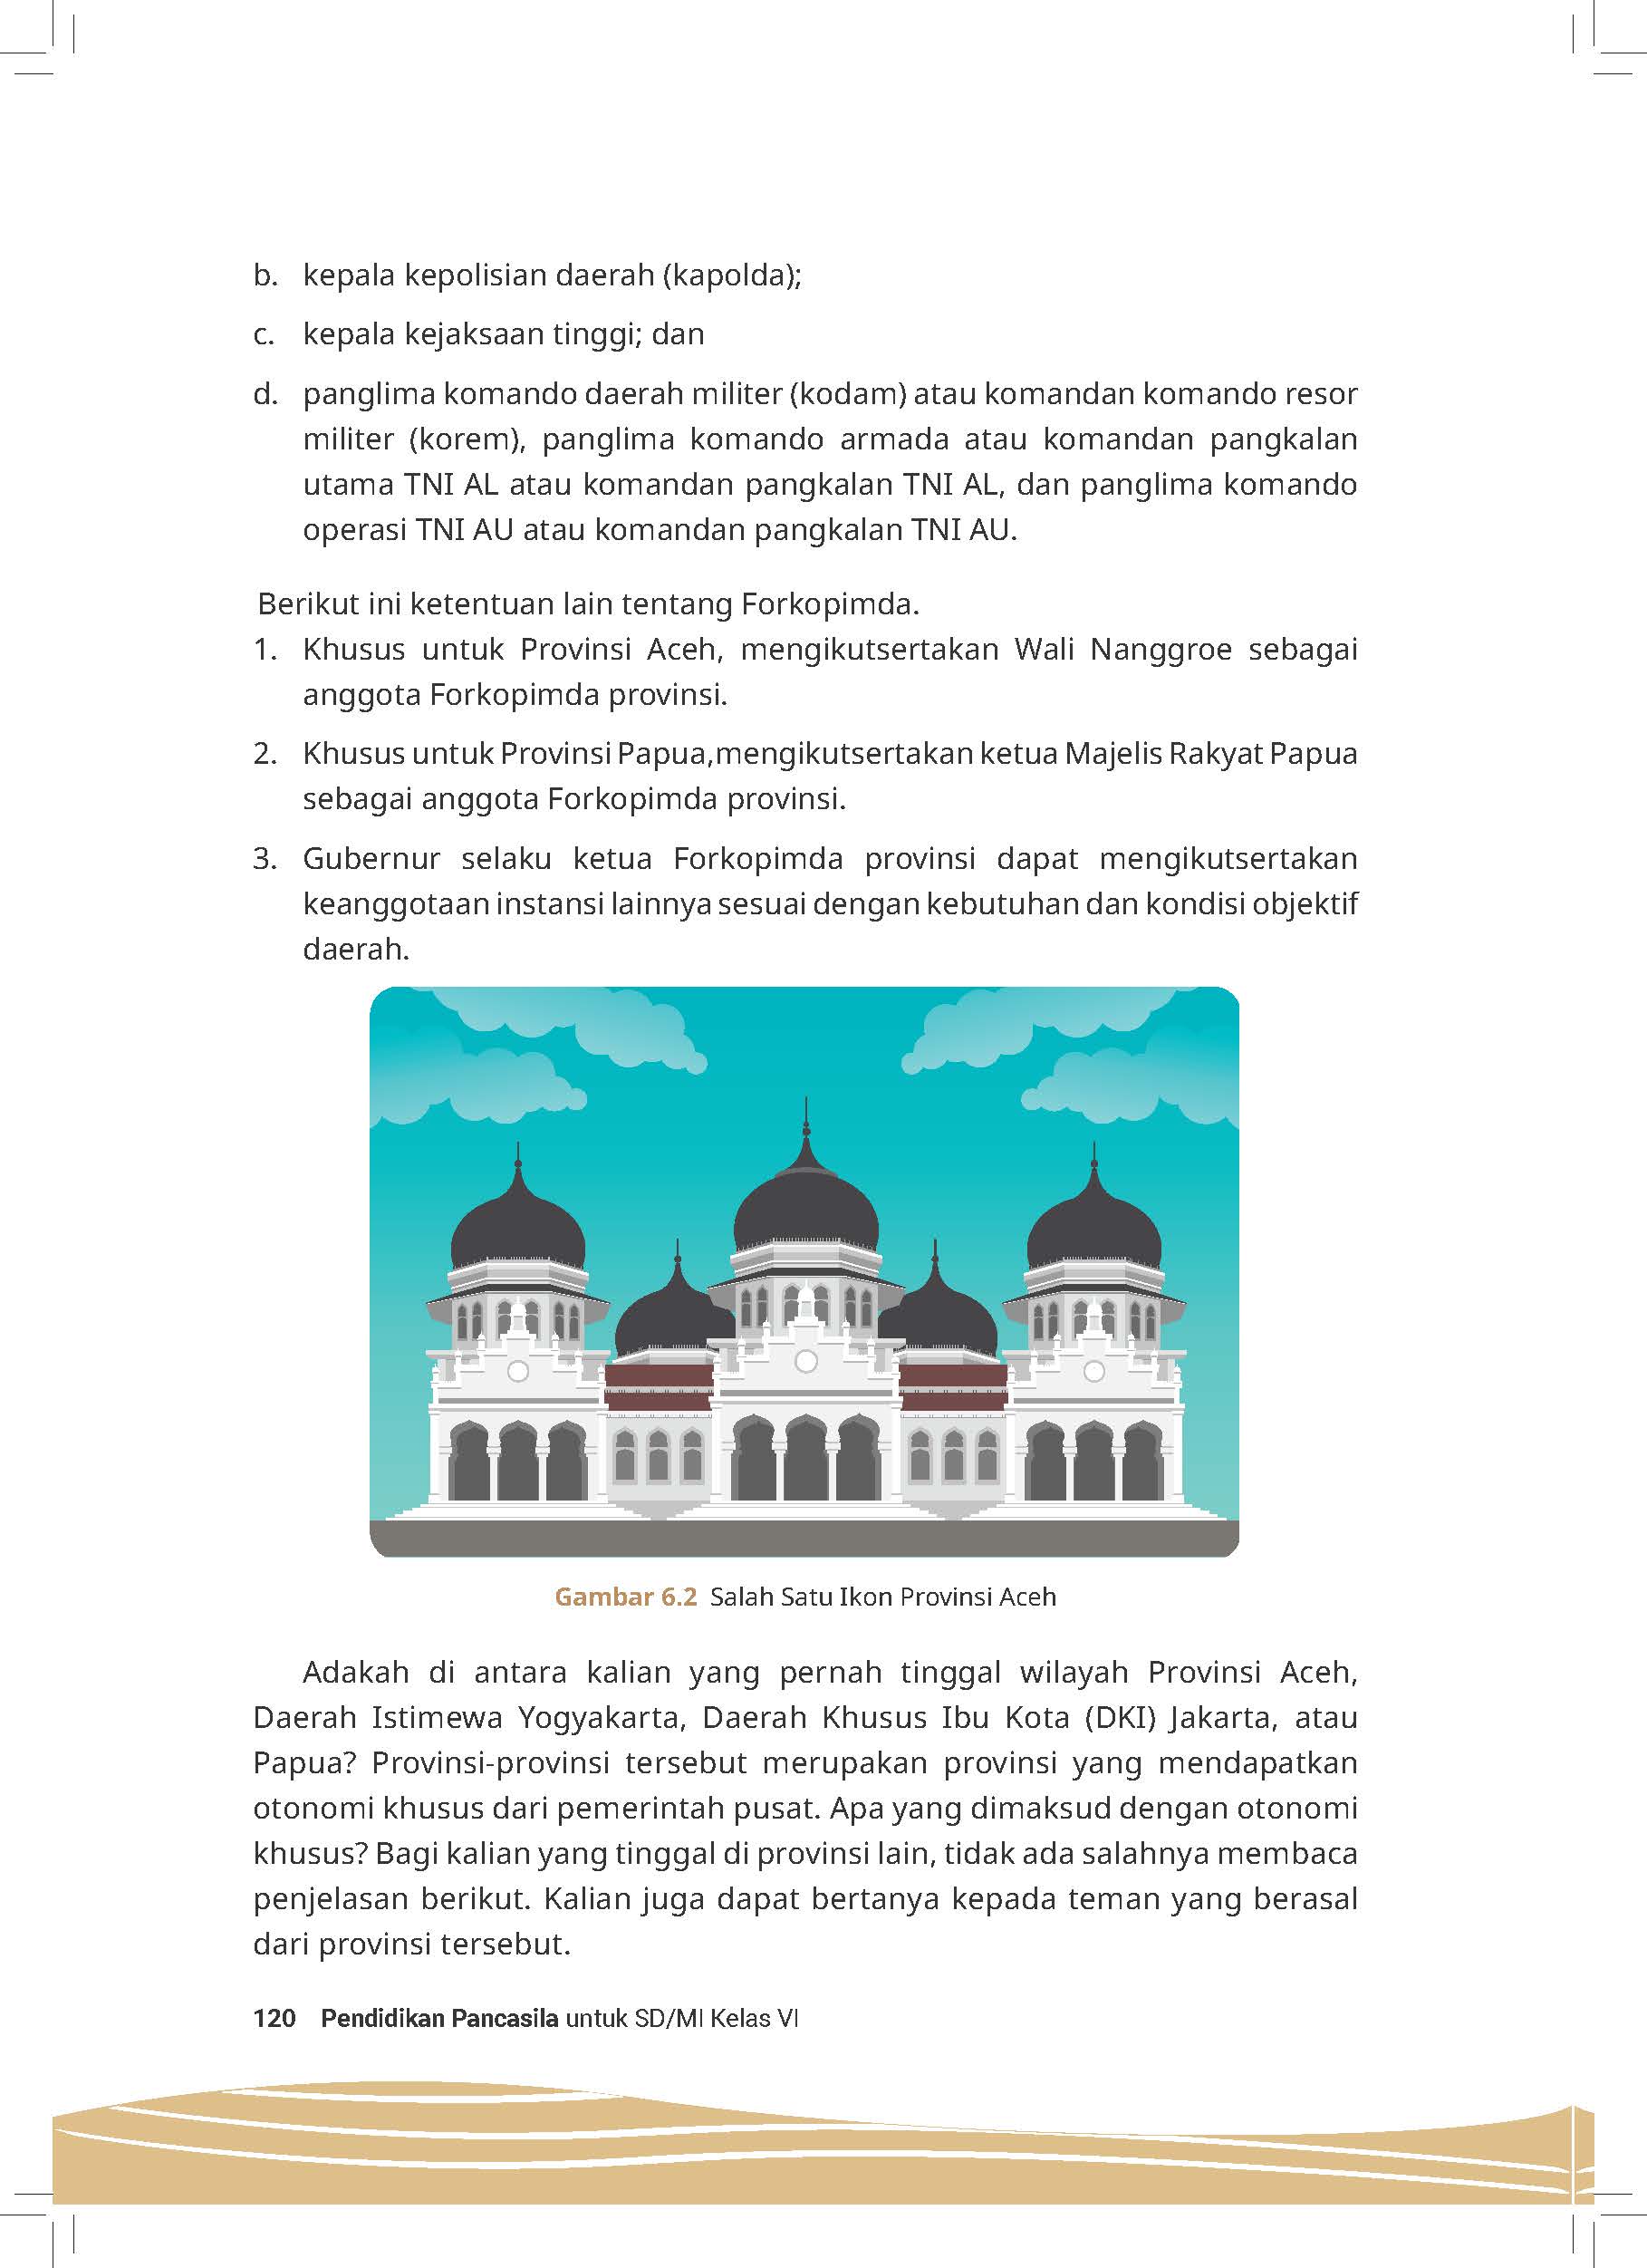 b. kepala kepolisian daerah (kapolda);
c. kepala kejaksaan tinggi; dan
d. panglima komando daerah militer (kodam) atau komandan komando resor
militer (korem), panglima komando armada atau komandan pangkalan
utama TNI AL atau komandan pangkalan TNI AL, dan panglima komando
operasi TNI AU atau komandan pangkalan TNI AU.
Berikut ini ketentuan lain tentang Forkopimda.
1. Khusus untuk Provinsi Aceh, mengikutsertakan Wali Nanggroe sebagai
anggota Forkopimda provinsi.
2. Khusus untuk Provinsi Papua,mengikutsertakan ketua Majelis Rakyat Papua
sebagai anggota Forkopimda provinsi.
3. Gubernur selaku ketua Forkopimda provinsi dapat mengikutsertakan
keanggotaan instansi lainnya sesuai dengan kebutuhan dan kondisi objektif
daerah.
Gambar 6.2 Salah Satu Ikon Provinsi Aceh
Adakah di antara kalian yang pernah tinggal wilayah Provinsi Aceh,
Daerah Istimewa Yogyakarta, Daerah Khusus Ibu Kota (DKI) Jakarta, atau
Papua? Provinsi-provinsi tersebut merupakan provinsi yang mendapatkan
otonomi khusus dari pemerintah pusat. Apa yang dimaksud dengan otonomi
khusus? Bagi kalian yang tinggal di provinsi lain, tidak ada salahnya membaca
penjelasan berikut. Kalian juga dapat bertanya kepada teman yang berasal
dari provinsi tersebut.
120 Pendidikan Pancasila untuk SD/MI Kelas VI